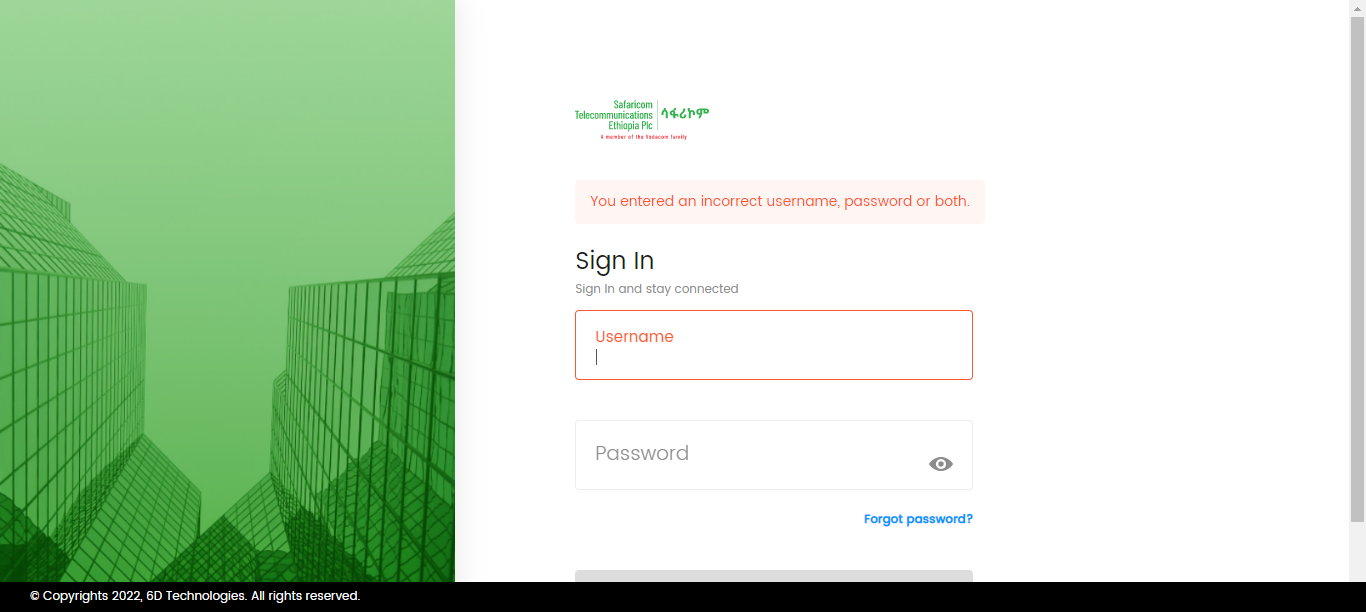 Safaricom
Telecommunications
Ethiopia Plc
ሳፋሪኮም
A member of the Vodacom family
You entered an incorrect username, password or both.
Sign In
Sign In and stay connected
Username
Password
Forgot password?
© Copyrights 2022, 6D Technologies. All rights reserved.